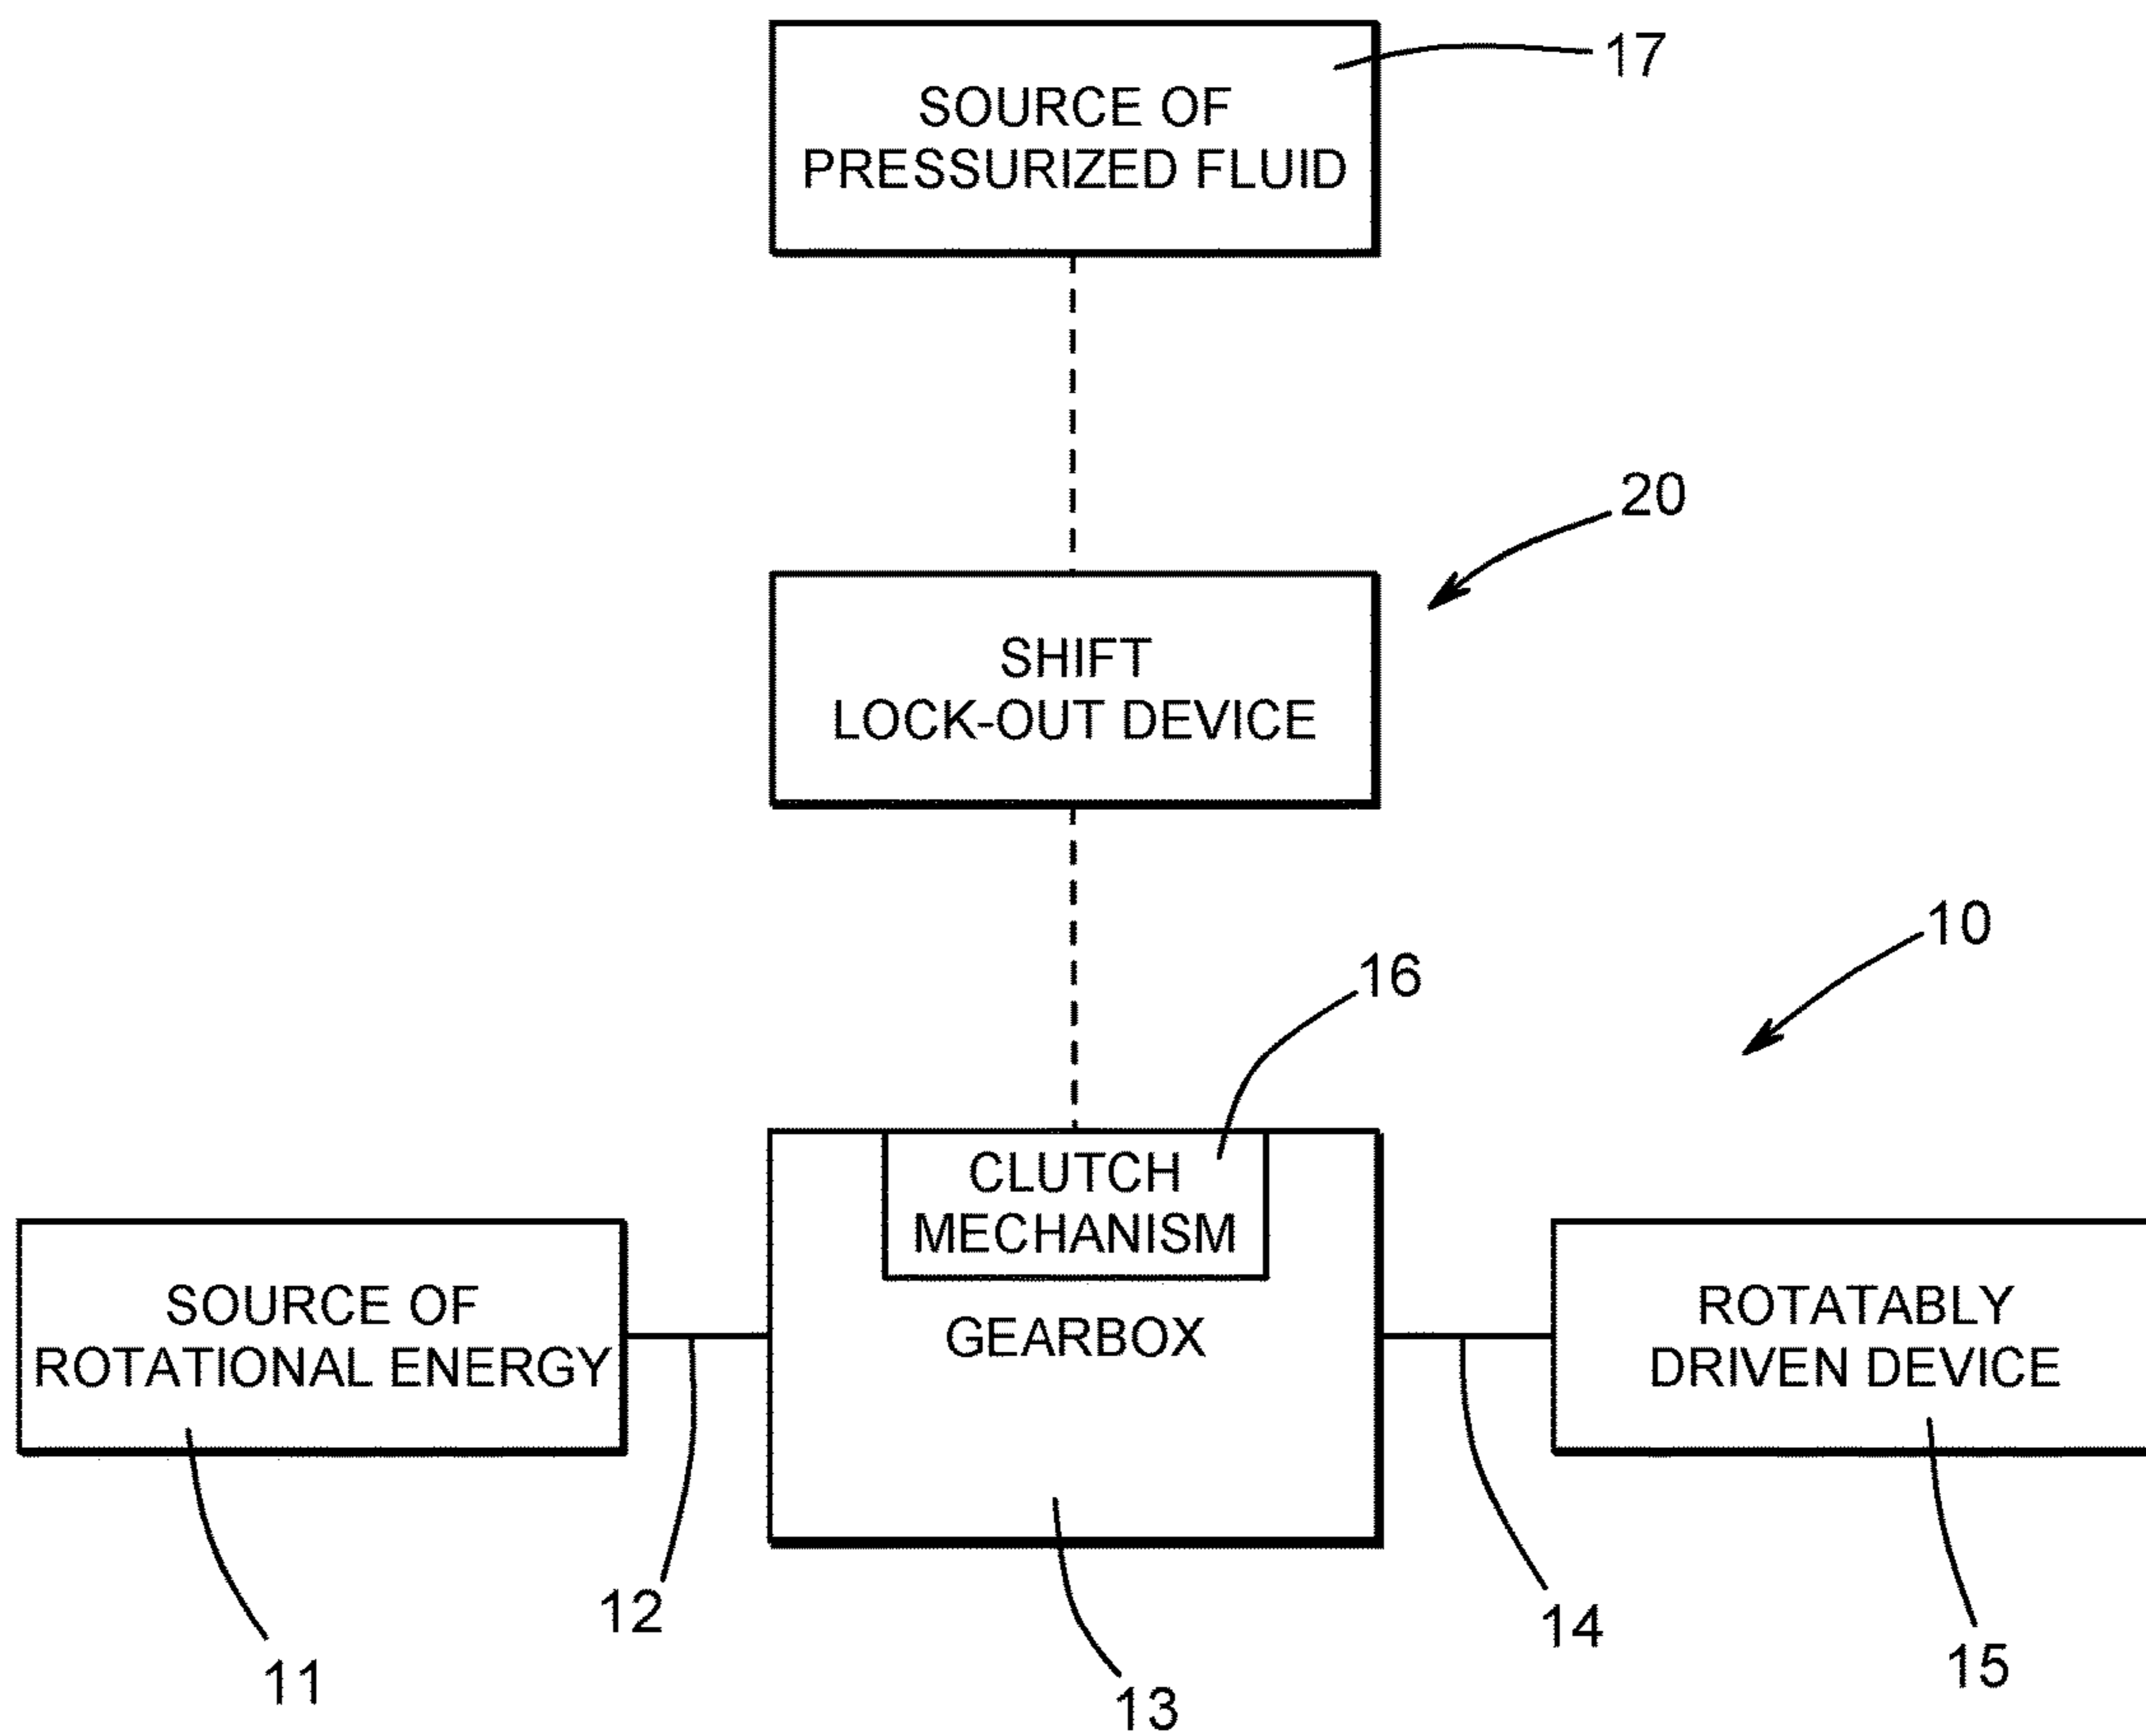 17
SOURCE OF
PRESSURIZED FLUID
20
SHIFT
LOCK-OUT DEVICE
10
16
CLUTCH
MECHANISM
SOURCE OF
ROTATIONAL ENERGY
GEARBOX
ROTATABLY
DRIVEN DEVICE
12
14
11
13
15